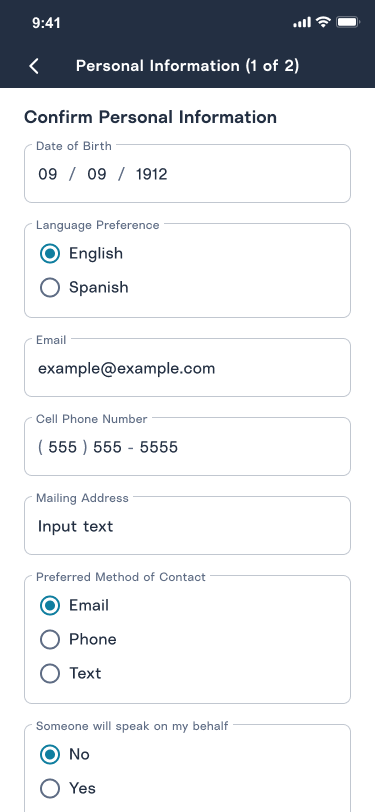 9:41
Personal Information (1 of 2)
Confirm Personal Information
Date of Birth
09 / 09 / 1912
Language Preference
English
Spanish
Email
example@example.com
Cell Phone Number
( 555 ) 555 - 5555
Mailing Address
Input text
Preferred Method of Contact
Email
Phone
Text
Someone will speak on my behalf
No
Yes